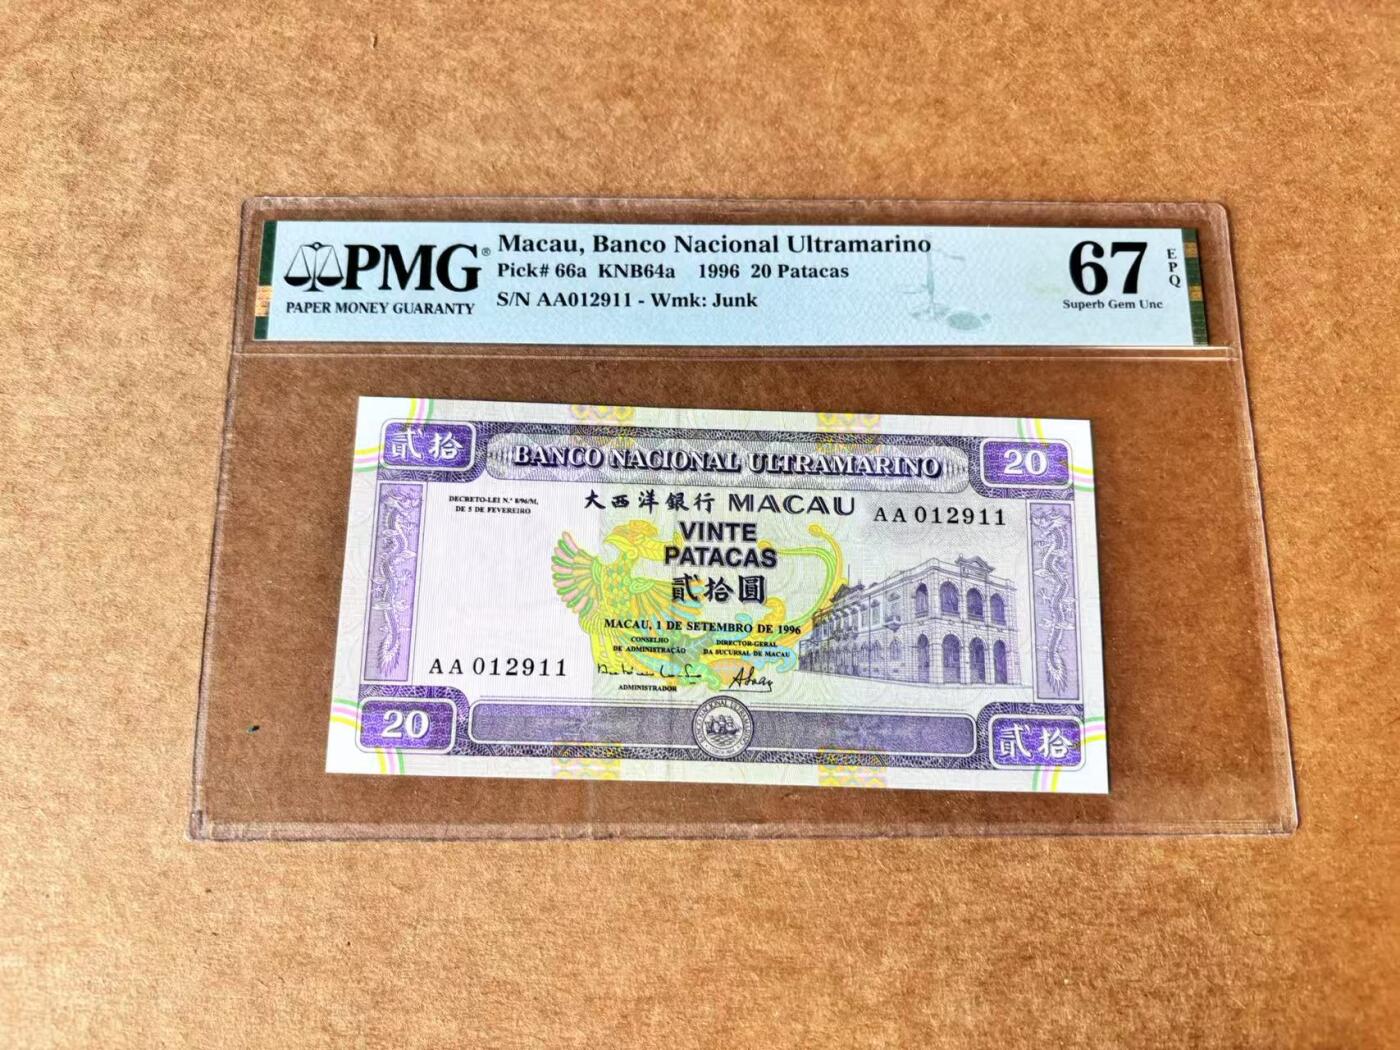 PMG®
PAPER MONEY GUARANTY
Macau, Banco Nacional Ultramarino
Pick# 66a KNB64a 1996 20 Patacas
S/N AA012911 - Wmk: Junk
67
EPQ
Superb Gem Unc
貳拾
BANCO NACIONAL ULTRAMARINO
20
DECRETO-LEI N.º 8/96/M,
DE 5 DE FEVEREIRO
大西洋銀行 MACAU
AA 012911
VINTE
PATACAS
貳拾圓
MACAU, 1 DE SETEMBRO DE 1996
CONSELHO
DE ADMINISTRAÇÃO
DIRECTOR-GERAL
DA SUCURSAL DE MACAU
AA 012911
ADMINISTRADOR
20
貳拾